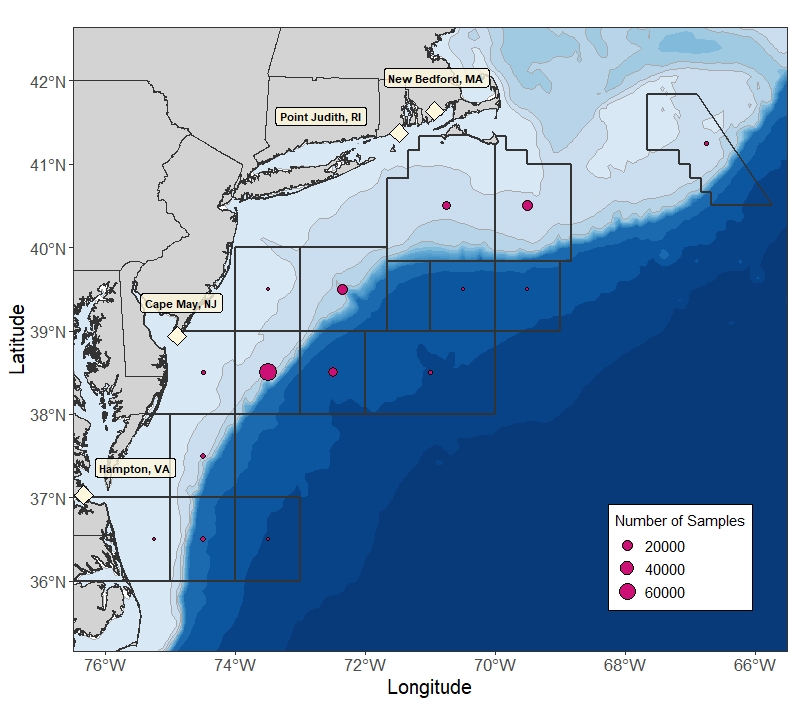 42°N
41°N
40°N
39°N
38°N
37°N
36°N
Latitude
New Bedford, MA
Point Judith, RI
Cape May, NJ
Hampton, VA
Number of Samples
20000
40000
60000
76°W
74°W
72°W
70°W
68°W
66°W
Longitude